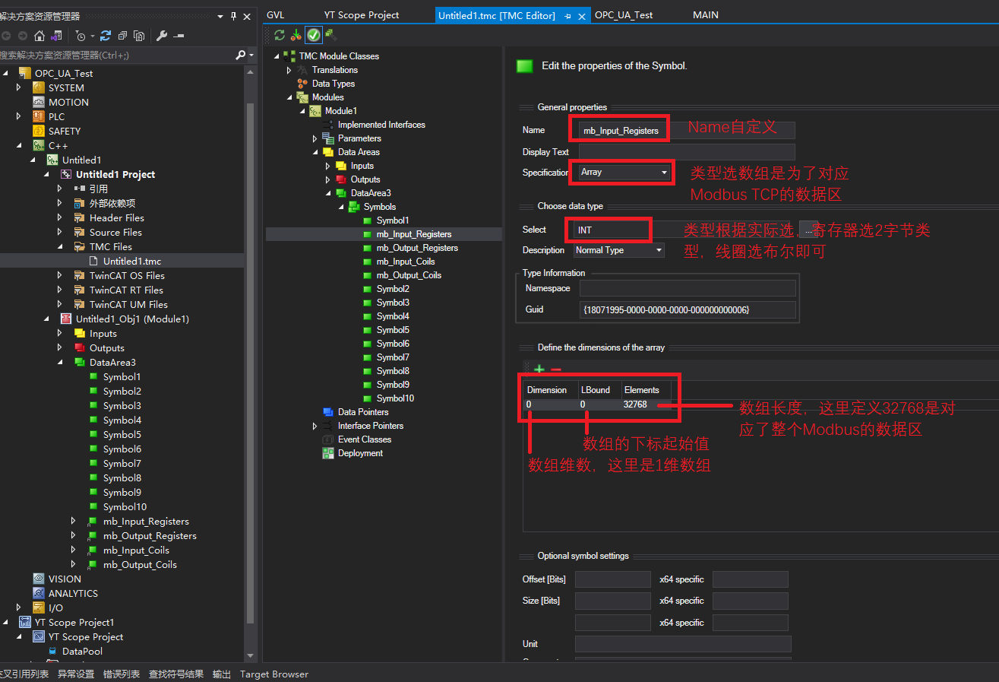 解决方案资源管理器
搜索解决方案资源管理器(Ctrl+;)
OPC_UA_Test
SYSTEM
MOTION
PLC
SAFETY
C++
Untitled1
Untitled1 Project
引用
外部依赖项
Header Files
Source Files
TMC Files
Untitled1.tmc
TwinCAT OS Files
TwinCAT RT Files
TwinCAT UM Files
Untitled1_Obj1 (Module1)
Inputs
Outputs
DataArea3
Symbol1
Symbol2
Symbol3
Symbol4
Symbol5
Symbol6
Symbol7
Symbol8
Symbol9
Symbol10
mb_Input_Registers
mb_Output_Registers
mb_Input_Coils
mb_Output_Coils
VISION
ANALYTICS
I/O
YT Scope Project1
YT Scope Project
DataPool
GVL YT Scope Project Untitled1.tmc [TMC Editor] OPC_UA_Test MAIN
TMC Module Classes
Translations
Data Types
Modules
Module1
Implemented Interfaces
Parameters
Data Areas
Inputs
Outputs
DataArea3
Symbols
Symbol1
mb_Input_Registers
mb_Output_Registers
mb_Input_Coils
mb_Output_Coils
Symbol2
Symbol3
Symbol4
Symbol5
Symbol6
Symbol7
Symbol8
Symbol9
Symbol10
Data Pointers
Interface Pointers
Event Classes
Deployment
Edit the properties of the Symbol.
General properties
Name mb_Input_Registers Name自定义
Display Text
Specification Array
类型选数组是为了对应
Modbus TCP的数据区
Choose data type
Select INT ...
类型根据实际选，寄存器选2字节类
型，线圈选布尔即可
Description Normal Type
Type Information
Namespace
Guid {18071995-0000-0000-0000-000000000006}
Define the dimensions of the array
Dimension LBound Elements
0 0 32768
数组长度，这里定义32768是对
应了整个Modbus的数据区
数组的下标起始值
数组维数，这里是1维数组
Optional symbol settings
Offset [Bits] x64 specific
Size [Bits] x64 specific
x64 specific
Unit
交叉引用列表 异常设置 错误列表 查找符号结果 输出 Target Browser